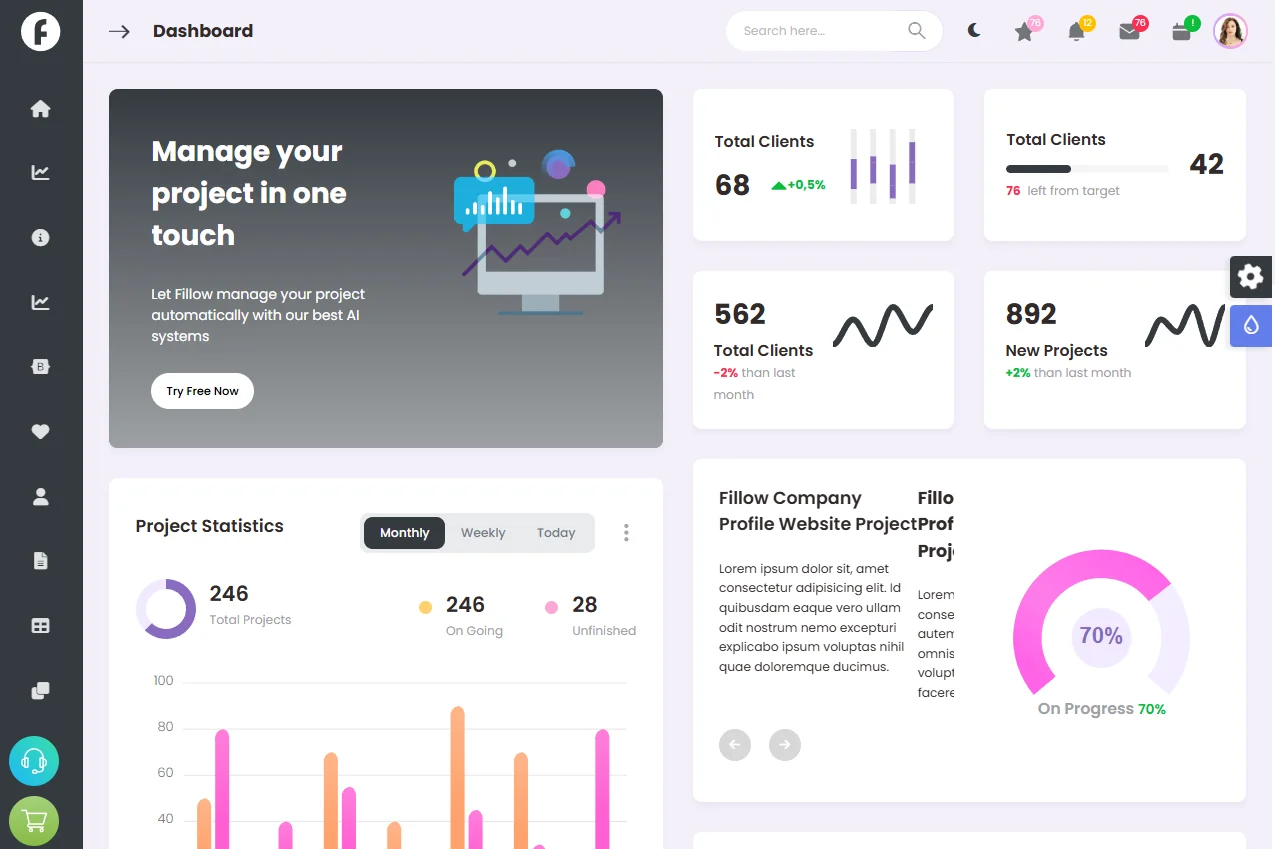 Dashboard
Search here...
76
12
76
!
Manage your
project in one
touch
Let Fillow manage your project
automatically with our best AI
systems
Try Free Now
Total Clients
68
+0,5%
Total Clients
76 left from target
42
562
Total Clients
-2% than last
month
892
New Projects
+2% than last month
Project Statistics
Monthly
Weekly
Today
246
Total Projects
246
On Going
28
Unfinished
100
80
60
40
Fillow Company
Profile Website Project
Lorem ipsum dolor sit, amet
consectetur adipisicing elit. Id
quibusdam eaque vero ullam
odit nostrum nemo excepturi
explicabo ipsum voluptas nihil
quae doloremque ducimus.
Fillo
Prof
Proj
Lorem
conse
autem
omnis
volupt
facere
70%
On Progress 70%
B